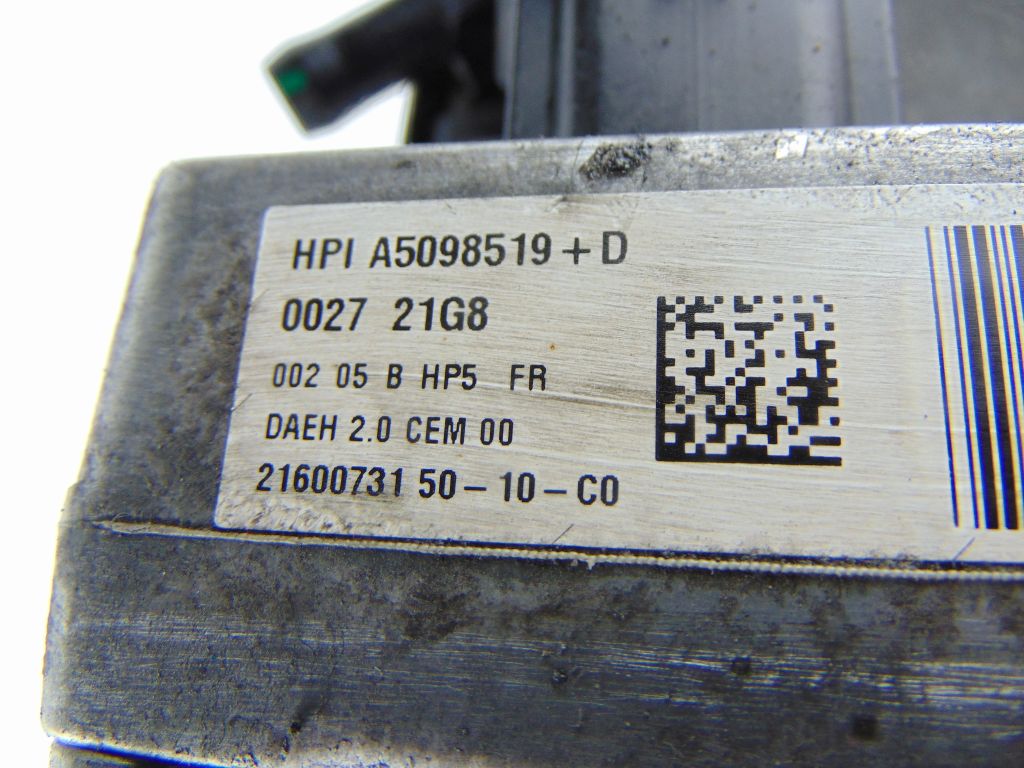 HPI A5098519+D
0027 21G8
002 05 B HP5 FR
DAEH 2.0 CEM 00
21600731 50-10-C0